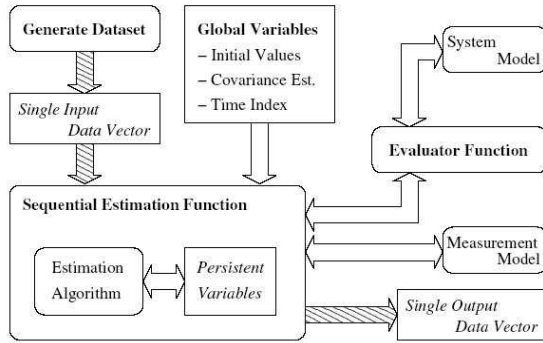 Generate Dataset
Global Variables
– Initial Values
– Covariance Est.
– Time Index
System
Model
Single Input
Data Vector
Evaluator Function
Sequential Estimation Function
Estimation
Algorithm
Persistent
Variables
Measurement
Model
Single Output
Data Vector